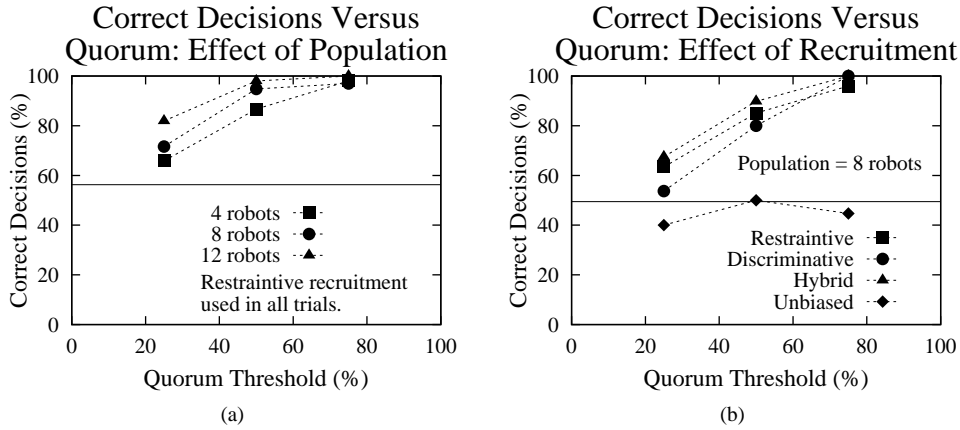 Correct Decisions Versus
Quorum: Effect of Population
100
80
60
40
20
0
Correct Decisions (%)
4 robots
8 robots
12 robots
Restraintive recruitment
used in all trials.
0 20 40 60 80 100
Quorum Threshold (%)
(a)
Correct Decisions Versus
Quorum: Effect of Recruitment
100
80
60
40
20
0
Correct Decisions (%)
Population = 8 robots
Restraintive
Discriminative
Hybrid
Unbiased
0 20 40 60 80 100
Quorum Threshold (%)
(b)